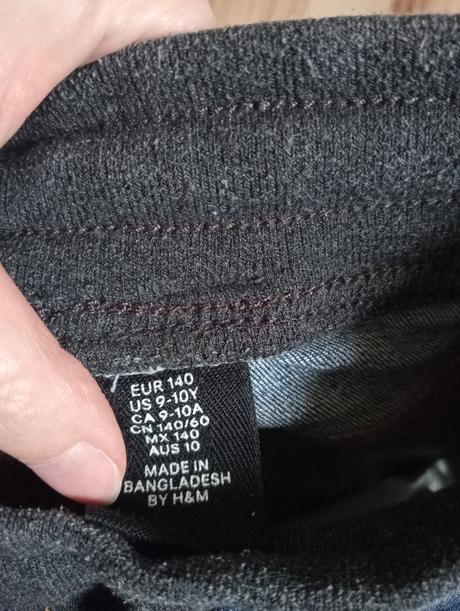 EUR 140
US 9-10Y
CA 9-10A
CN 140/60
MX 140
AUS 10
MADE IN
BANGLADESH
BY H&M